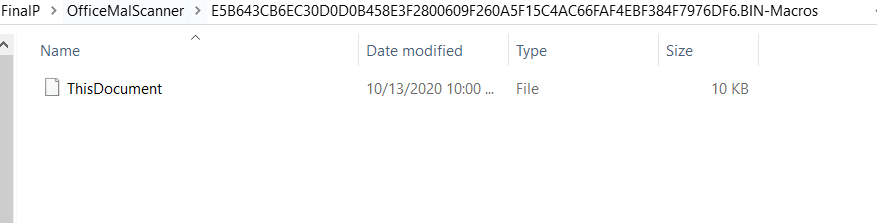 FinalP > OfficeMalScanner > E5B643CB6EC30D0D0B458E3F2800609F260A5F15C4AC66FAF4EBF384F7976DF6.BIN-Macros
Name Date modified Type Size
ThisDocument 10/13/2020 10:00 ... File 10 KB